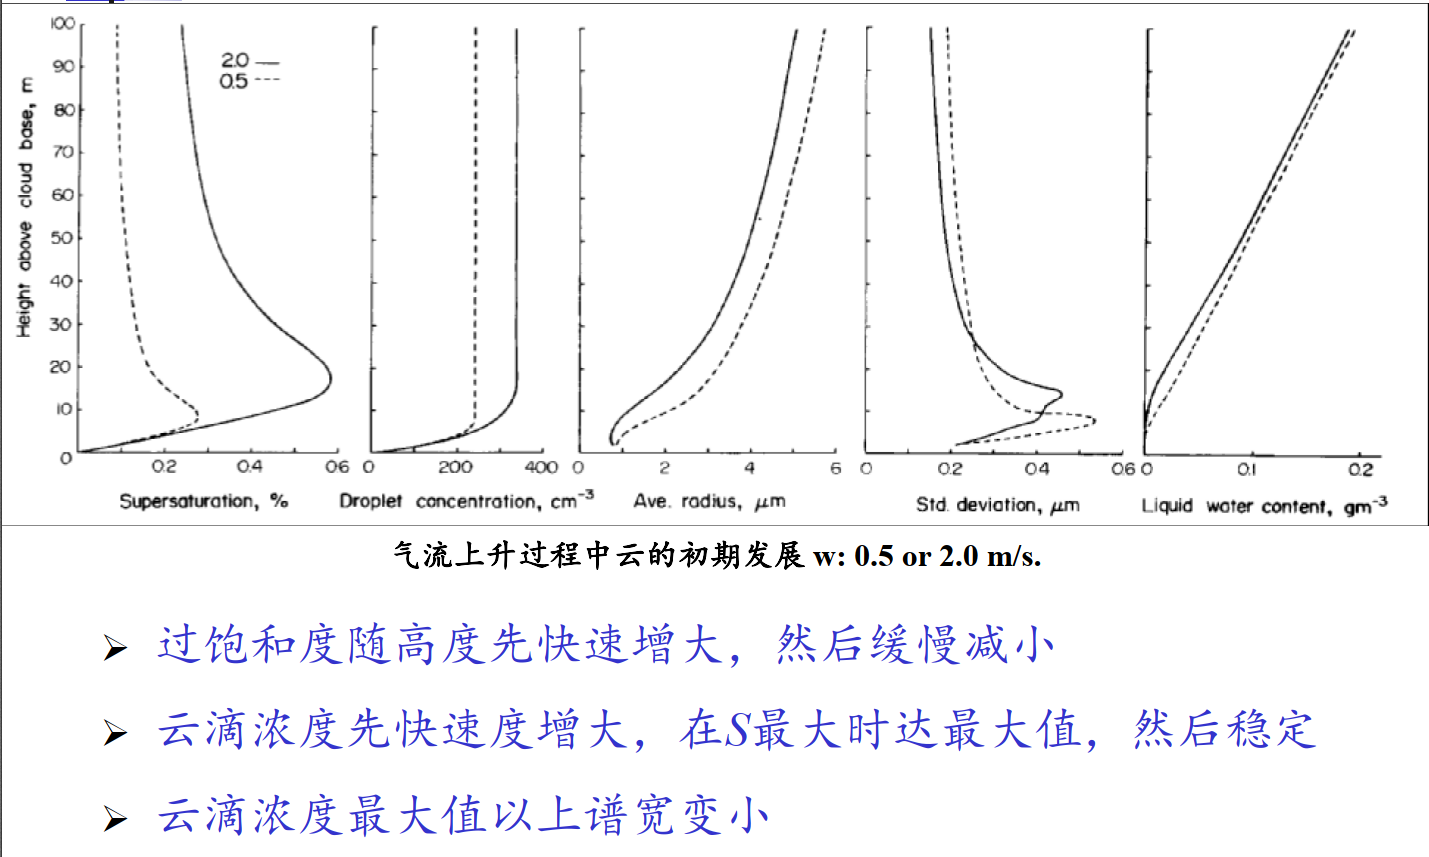 100
90
80
70
60
50
40
30
20
10
0
Height above cloud base, m
2.0
0.5
0.2 0.4 0.6
Supersaturation, %
0 200 400
Droplet concentration, cm⁻³
0 2 4 6
Ave. radius, μm
0 0.2 0.4 0.6
Std. deviation, μm
0 0.1 0.2
Liquid water content, gm⁻³
气流上升过程中云的初期发展 w: 0.5 or 2.0 m/s.
➢ 过饱和度随高度先快速增大，然后缓慢减小
➢ 云滴浓度先快速度增大，在S最大时达最大值，然后稳定
➢ 云滴浓度最大值以上谱宽变小